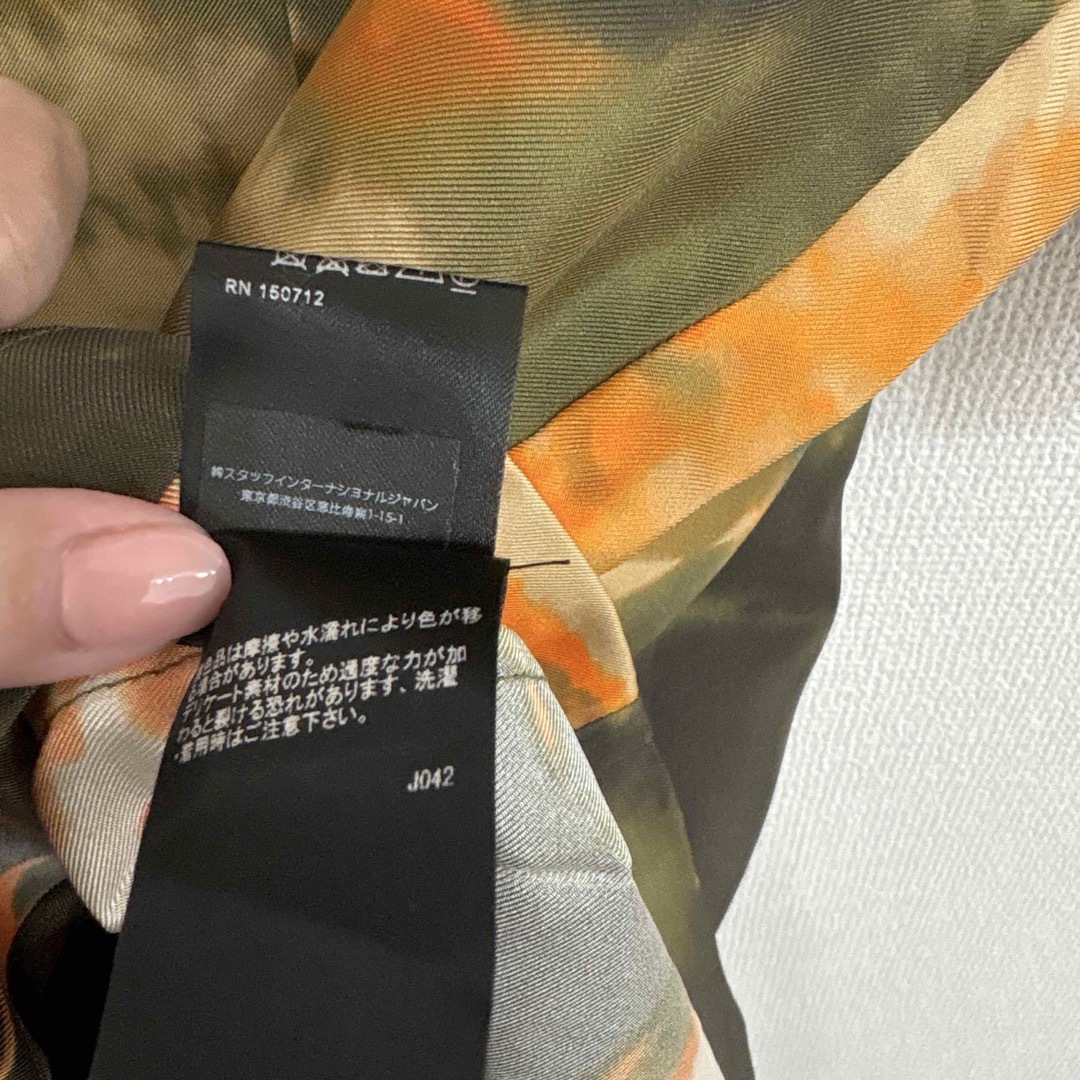 RN 150712
㈱スタッフインターナショナルジャパン
東京都渋谷区恵比寿南1-15-1
品は摩擦や水濡れにより色が移
場合があります。
デリケート素材のため過度な力が加
わると裂ける恐れがあります、洗濯
・着用時はご注意下さい。
J042